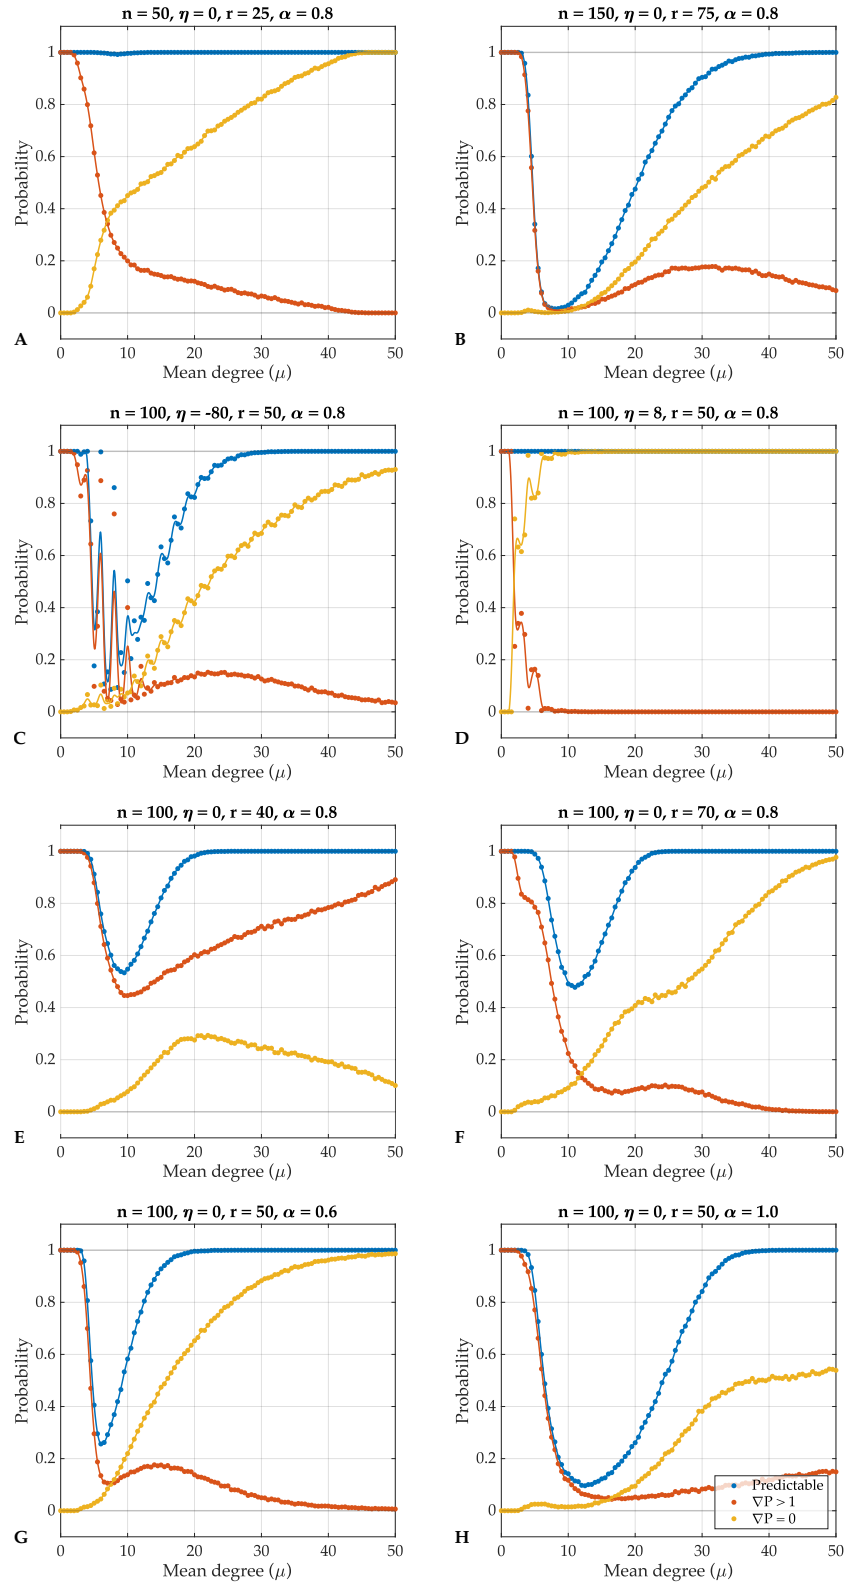 n = 50, η = 0, r = 25, α = 0.8
1
0.8
0.6
0.4
0.2
0
Probability
0 10 20 30 40 50
Mean degree (μ)
A
n = 150, η = 0, r = 75, α = 0.8
1
0.8
0.6
0.4
0.2
0
Probability
0 10 20 30 40 50
Mean degree (μ)
B
n = 100, η = -80, r = 50, α = 0.8
1
0.8
0.6
0.4
0.2
0
Probability
0 10 20 30 40 50
Mean degree (μ)
C
n = 100, η = 8, r = 50, α = 0.8
1
0.8
0.6
0.4
0.2
0
Probability
0 10 20 30 40 50
Mean degree (μ)
D
n = 100, η = 0, r = 40, α = 0.8
1
0.8
0.6
0.4
0.2
0
Probability
0 10 20 30 40 50
Mean degree (μ)
E
n = 100, η = 0, r = 70, α = 0.8
1
0.8
0.6
0.4
0.2
0
Probability
0 10 20 30 40 50
Mean degree (μ)
F
n = 100, η = 0, r = 50, α = 0.6
1
0.8
0.6
0.4
0.2
0
Probability
0 10 20 30 40 50
Mean degree (μ)
G
n = 100, η = 0, r = 50, α = 1.0
1
0.8
0.6
0.4
0.2
0
Probability
Predictable
∇P > 1
∇P = 0
0 10 20 30 40 50
Mean degree (μ)
H